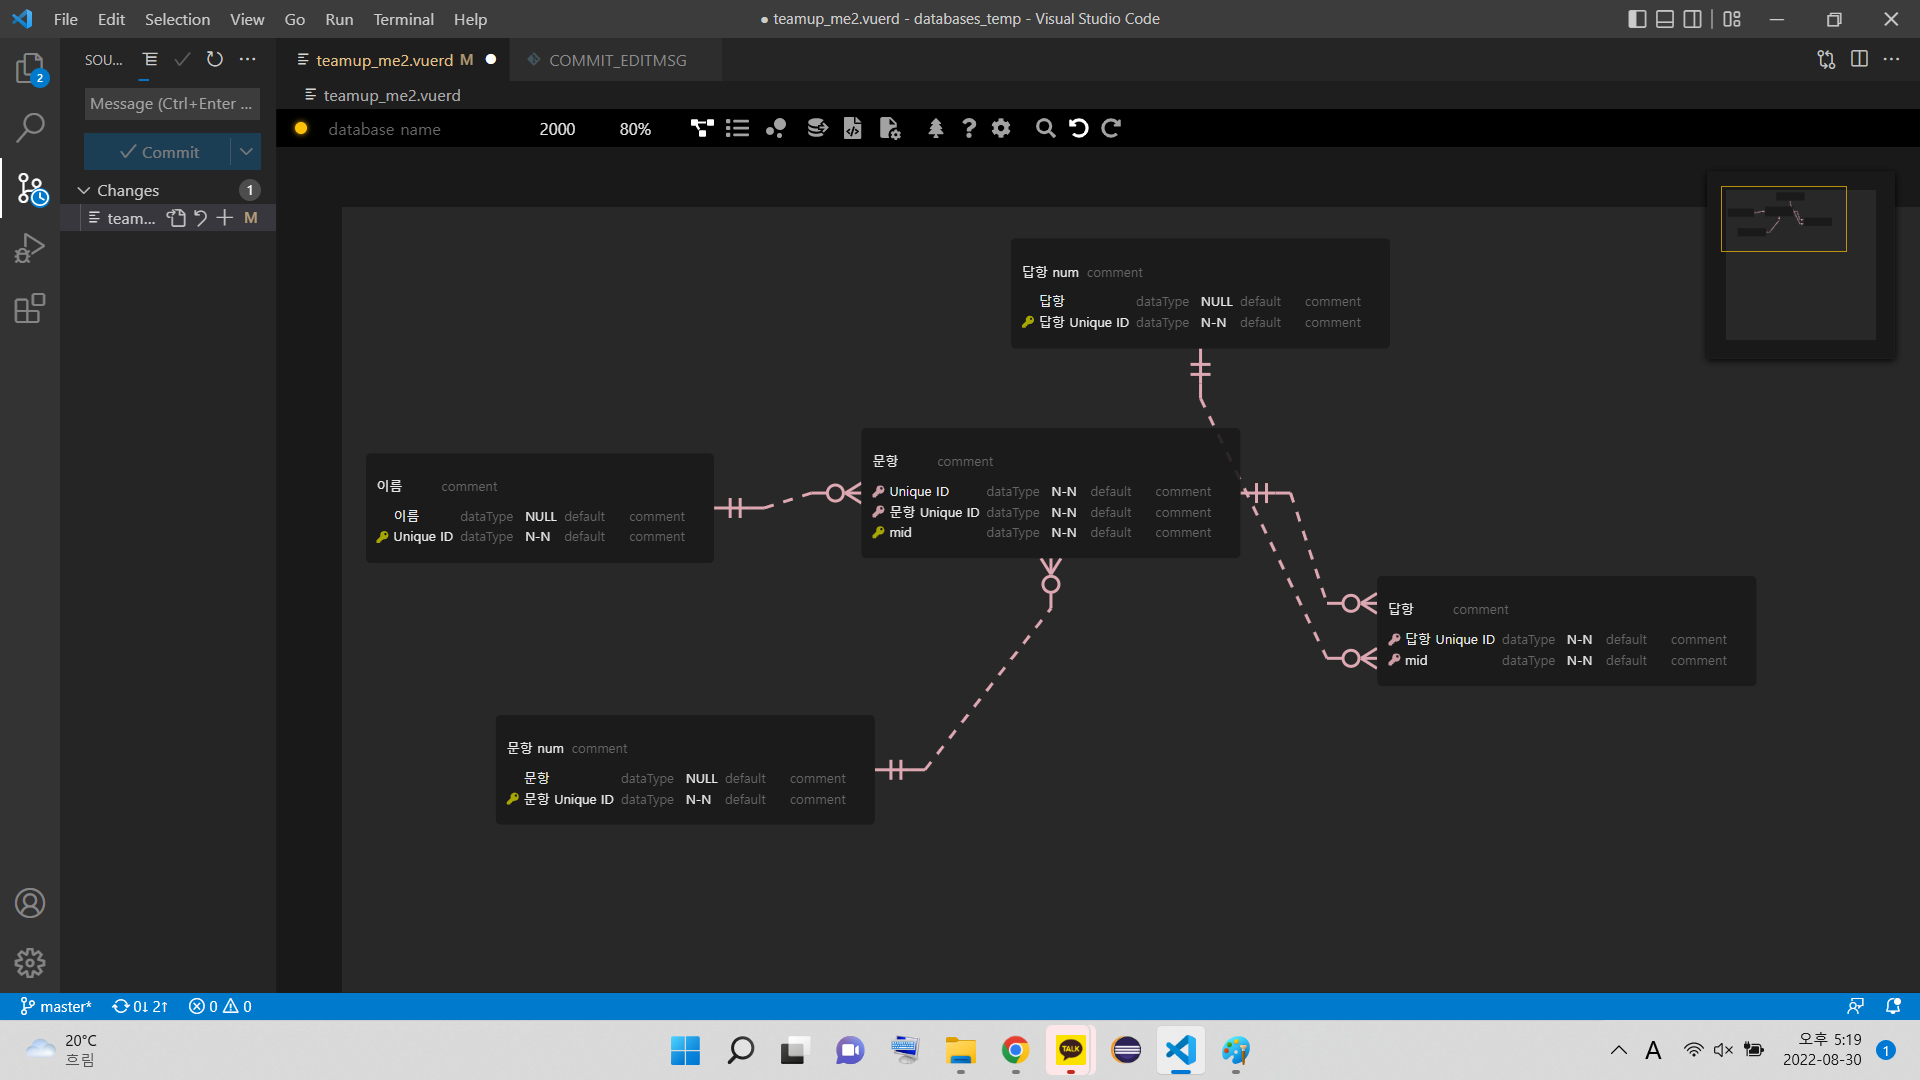 File Edit Selection View Go Run Terminal Help
● teamup_me2.vuerd - databases_temp - Visual Studio Code
SOU...
teamup_me2.vuerd M
COMMIT_EDITMSG
Message (Ctrl+Enter ...
teamup_me2.vuerd
database name 2000 80%
Commit
Changes 1
team... M
답항 num comment
답항 dataType NULL default comment
답항 Unique ID dataType N-N default comment
이름 comment
이름 dataType NULL default comment
Unique ID dataType N-N default comment
문항 comment
Unique ID dataType N-N default comment
문항 Unique ID dataType N-N default comment
mid dataType N-N default comment
답항 comment
답항 Unique ID dataType N-N default comment
mid dataType N-N default comment
문항 num comment
문항 dataType NULL default comment
문항 Unique ID dataType N-N default comment
2
master* 0↓ 2↑ 0 0
20°C
흐림
TALK
A
오후 5:19
2022-08-30
1